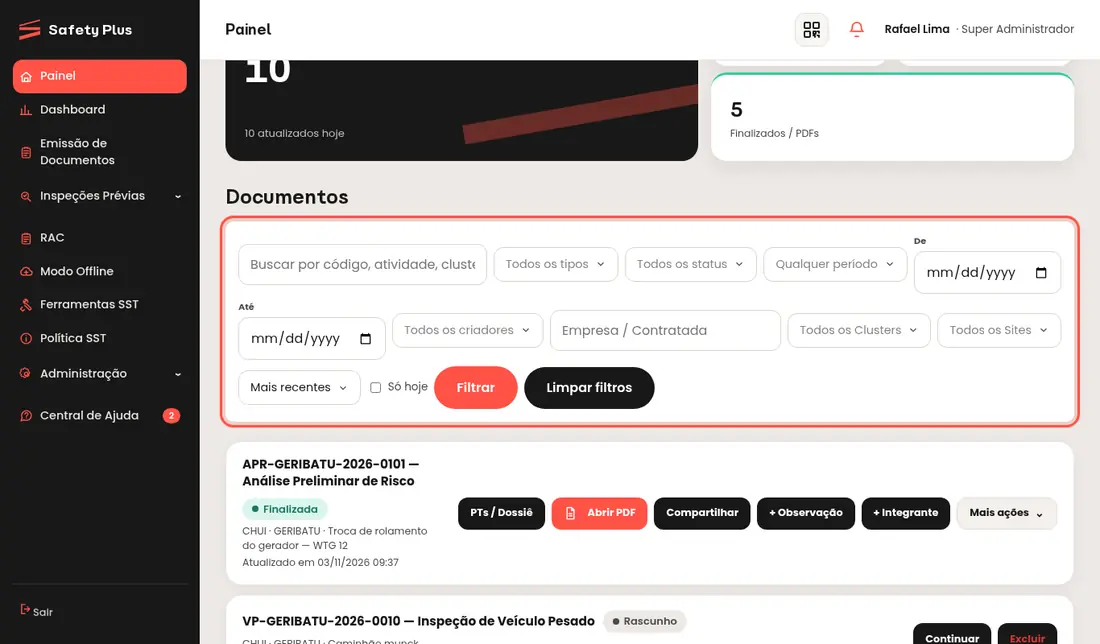 Safety Plus
Painel
Dashboard
Emissão de
Documentos
Inspeções Prévias
RAC
Modo Offline
Ferramentas SST
Política SST
Administração
Central de Ajuda 2
Sair
Painel
Rafael Lima · Super Administrador
10
10 atualizados hoje
5
Finalizados / PDFs
Documentos
De
Buscar por código, atividade, cluste
Todos os tipos
Todos os status
Qualquer período
mm/dd/yyyy
Até
mm/dd/yyyy
Todos os criadores
Empresa / Contratada
Todos os Clusters
Todos os Sites
Mais recentes
Só hoje
Filtrar
Limpar filtros
APR-GERIBATU-2026-0101 —
Análise Preliminar de Risco
Finalizada
CHUI · GERIBATU · Troca de rolamento
do gerador — WTG 12
Atualizado em 03/11/2026 09:37
PTs / Dossiê
Abrir PDF
Compartilhar
+ Observação
+ Integrante
Mais ações
VP-GERIBATU-2026-0010 — Inspeção de Veículo Pesado
Rascunho
CHUI · GERIBATU · Caminhão munck
Continuar
Excluir